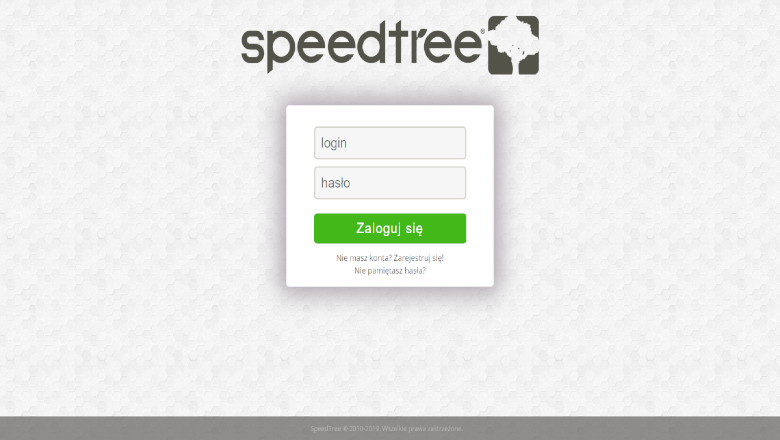 speedtree®
login
hasło
Zaloguj się
Nie masz konta? Zarejestruj się!
Nie pamiętasz hasła?
SpeedTree © 2010-2015. Wszelkie prawa zastrzeżone.